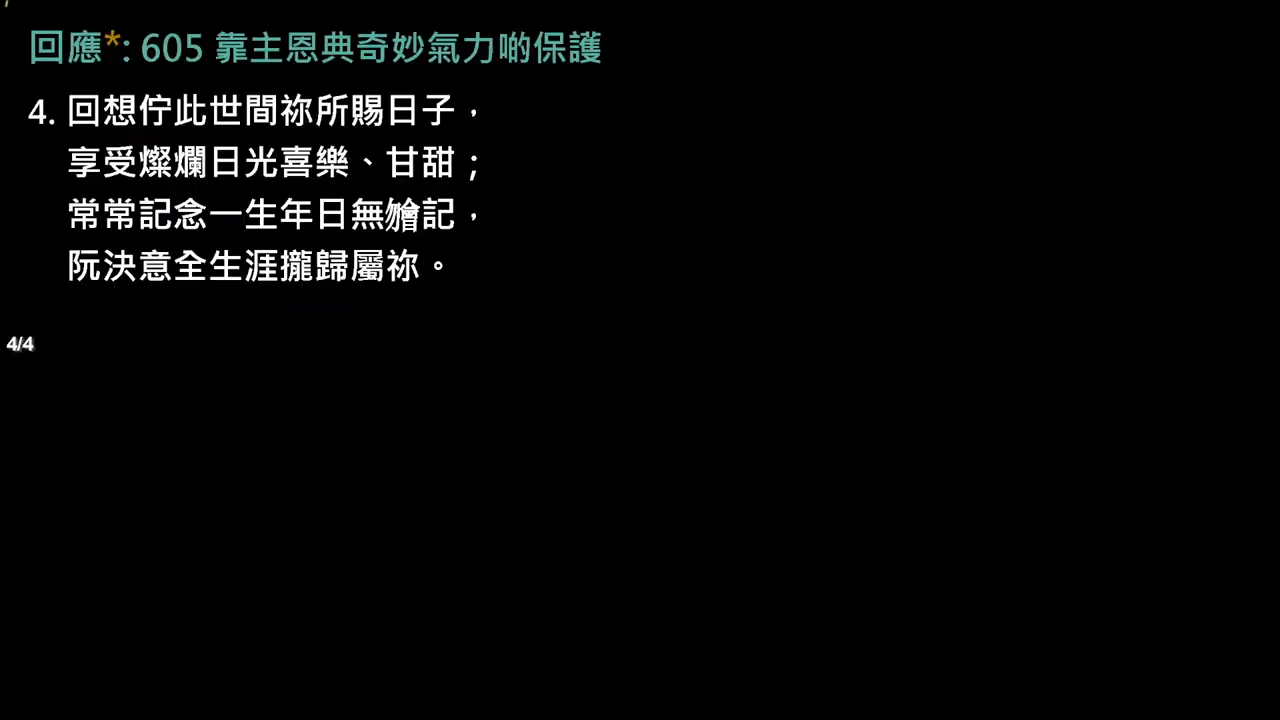 回應*: 605 靠主恩典奇妙氣力啲保護
4. 回想佇此世間祢所賜日子，
享受燦爛日光喜樂、甘甜；
常常記念一生年日無𣍐記，
阮決意全生涯攏歸屬祢。
4/4